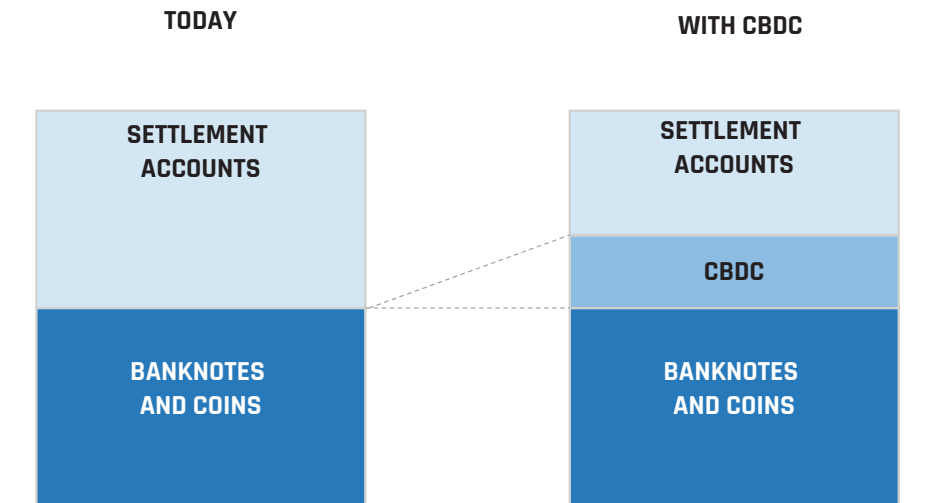 TODAY
WITH CBDC
SETTLEMENT
ACCOUNTS
SETTLEMENT
ACCOUNTS
CBDC
BANKNOTES
AND COINS
BANKNOTES
AND COINS